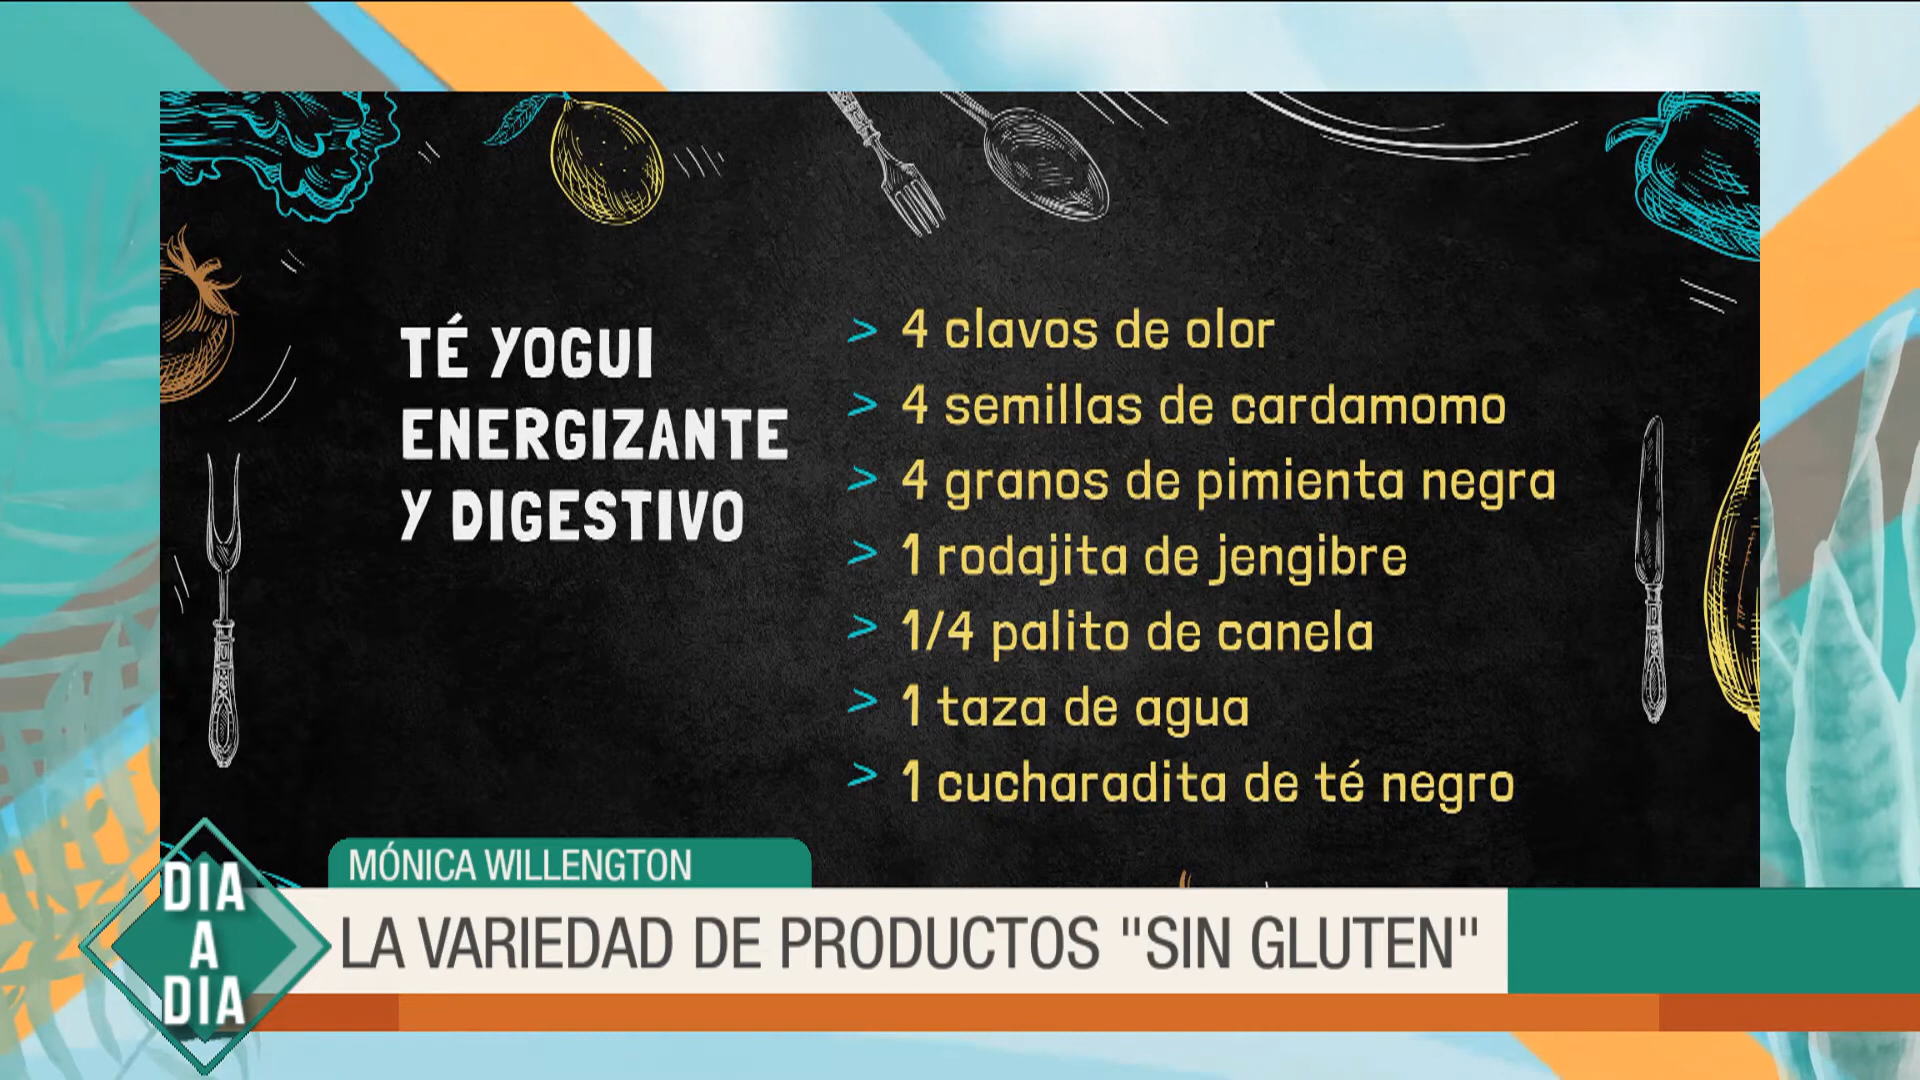 TÉ YOGUI
ENERGIZANTE
Y DIGESTIVO
> 4 clavos de olor
> 4 semillas de cardamomo
> 4 granos de pimienta negra
> 1 rodajita de jengibre
> 1/4 palito de canela
> 1 taza de agua
> 1 cucharadita de té negro
MÓNICA WILLENGTON
LA VARIEDAD DE PRODUCTOS "SIN GLUTEN"
DIA
A
DIA